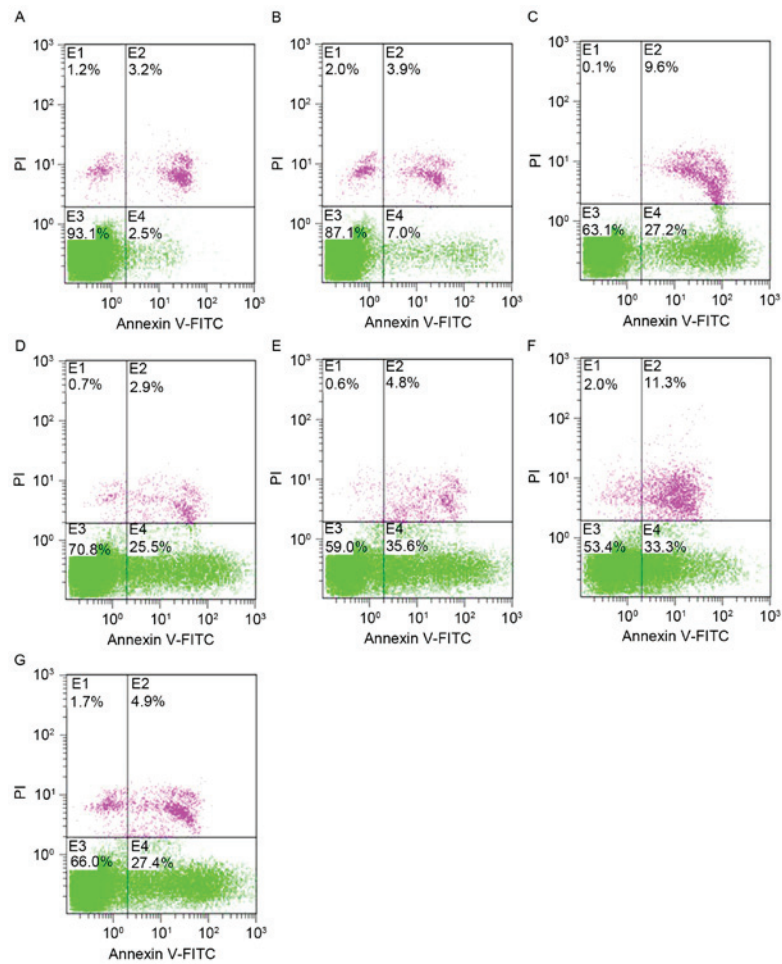 A
10³
10²
10¹
10⁰
PI
E1
1.2%
E2
3.2%
E3
93.1%
E4
2.5%
10⁰ 10¹ 10² 10³
Annexin V-FITC
B
10³
10²
10¹
10⁰
PI
E1
2.0%
E2
3.9%
E3
87.1%
E4
7.0%
10⁰ 10¹ 10² 10³
Annexin V-FITC
C
10³
10²
10¹
10⁰
PI
E1
0.1%
E2
9.6%
E3
63.1%
E4
27.2%
10⁰ 10¹ 10² 10³
Annexin V-FITC
D
10³
10²
10¹
10⁰
PI
E1
0.7%
E2
2.9%
E3
70.8%
E4
25.5%
10⁰ 10¹ 10² 10³
Annexin V-FITC
E
10³
10²
10¹
10⁰
PI
E1
0.6%
E2
4.8%
E3
59.0%
E4
35.6%
10⁰ 10¹ 10² 10³
Annexin V-FITC
F
10³
10²
10¹
10⁰
PI
E1
2.0%
E2
11.3%
E3
53.4%
E4
33.3%
10⁰ 10¹ 10² 10³
Annexin V-FITC
G
10³
10²
10¹
10⁰
PI
E1
1.7%
E2
4.9%
E3
66.0%
E4
27.4%
10⁰ 10¹ 10² 10³
Annexin V-FITC